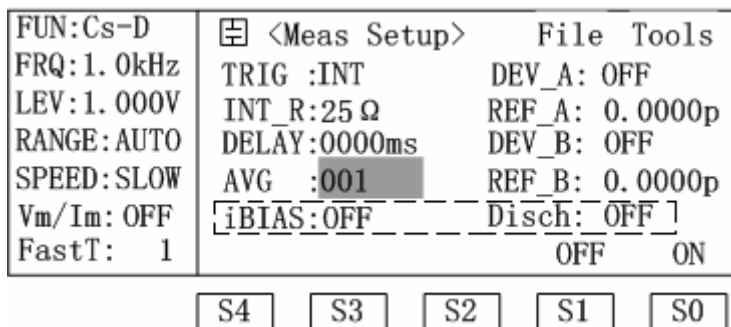 FUN:Cs-D
FRQ:1.0kHz
LEV:1.000V
RANGE:AUTO
SPEED:SLOW
Vm/Im:OFF
FastT: 1
<Meas Setup> File Tools
TRIG :INT DEV_A: OFF
INT_R:25Ω REF_A: 0.0000p
DELAY:0000ms DEV_B: OFF
AVG :001 REF_B: 0.0000p
iBIAS:OFF Disch: OFF
OFF ON
S4 S3 S2 S1 S0